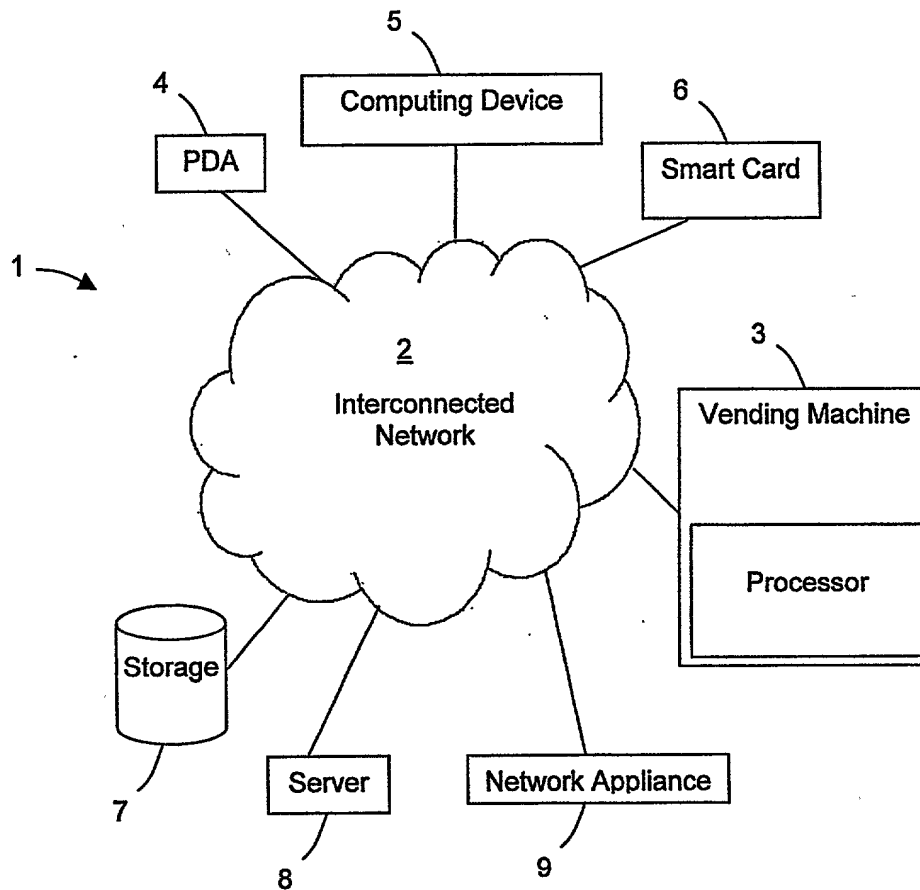 5
4
Computing Device
6
PDA
Smart Card
1
2
3
Interconnected
Network
Vending Machine
Processor
Storage
Server
Network Appliance
7
8
9